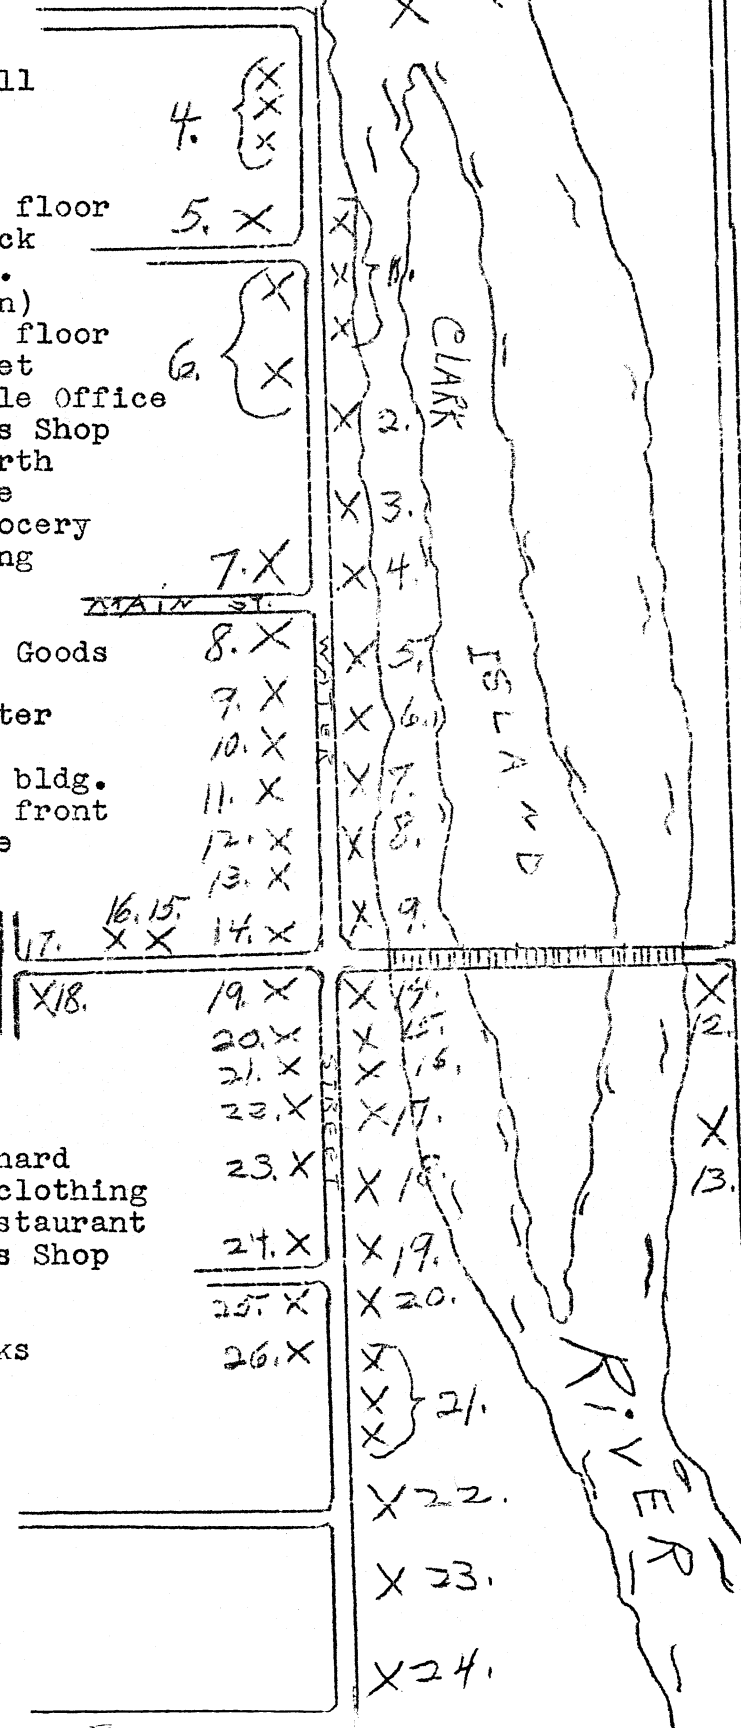 ll
X
4. X
X
X
floor
5. X
X
ck
.
X 1.
n)
X
floor
X
et
6.
X
le Office
CLARK
s Shop
X 2.
rth
e
X 3.
ocery
ng
7. X
X 4.
MAIN ST.
8. X
Goods
WATER
X 5.
ISLAND
9. X
ter
X 6.
10. X
bldg.
11. X
X 7.
front
12. X
e
X 8.
13. X
16. 15.
17. X X
14. X
X 9.
X 18.
19. X
X 14.
X
12.
20. X
X 15.
21. X
X 16.
STREET
22. X
X 17.
X
13.
hard
23. X
clothing
X 18.
staurant
24. X
s Shop
X 19.
25. X
X 20.
ks
26. X
X
X 21.
X
RIVER
X 22.
X 23.
X 24.